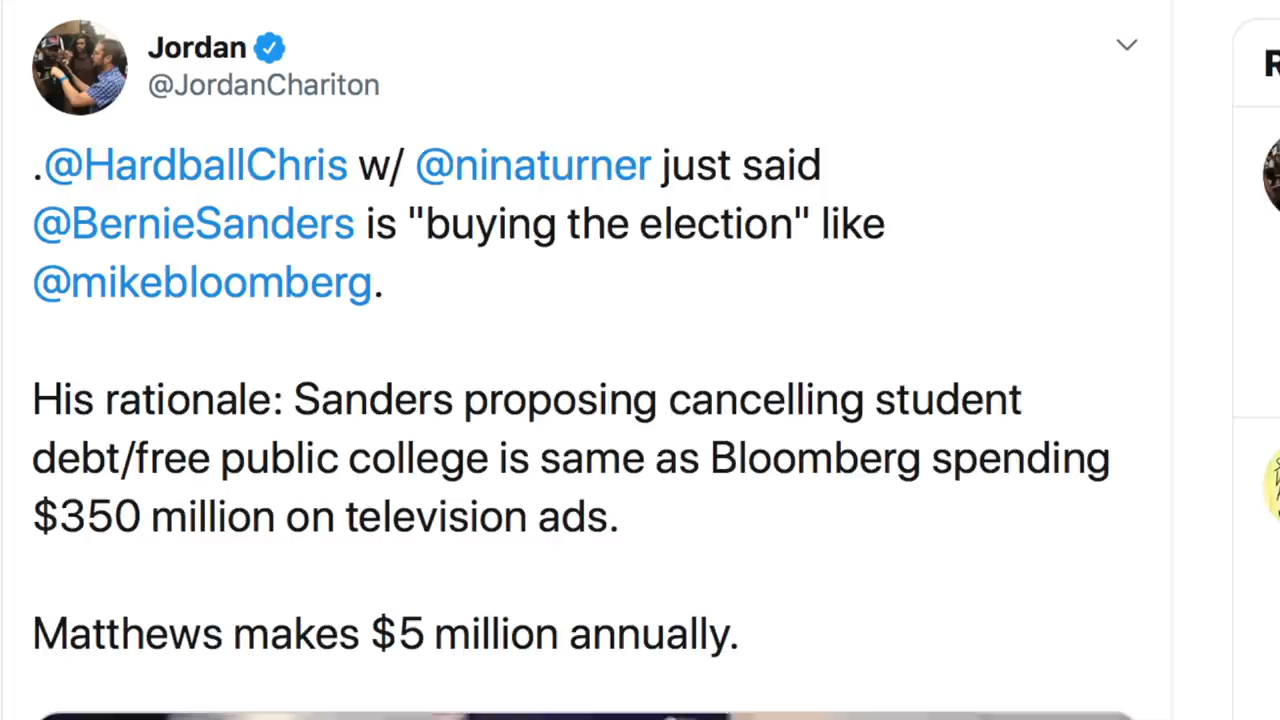 Jordan
@JordanChariton
.@HardballChris w/ @ninaturner just said
@BernieSanders is "buying the election" like
@mikebloomberg.
His rationale: Sanders proposing cancelling student
debt/free public college is same as Bloomberg spending
$350 million on television ads.
Matthews makes $5 million annually.